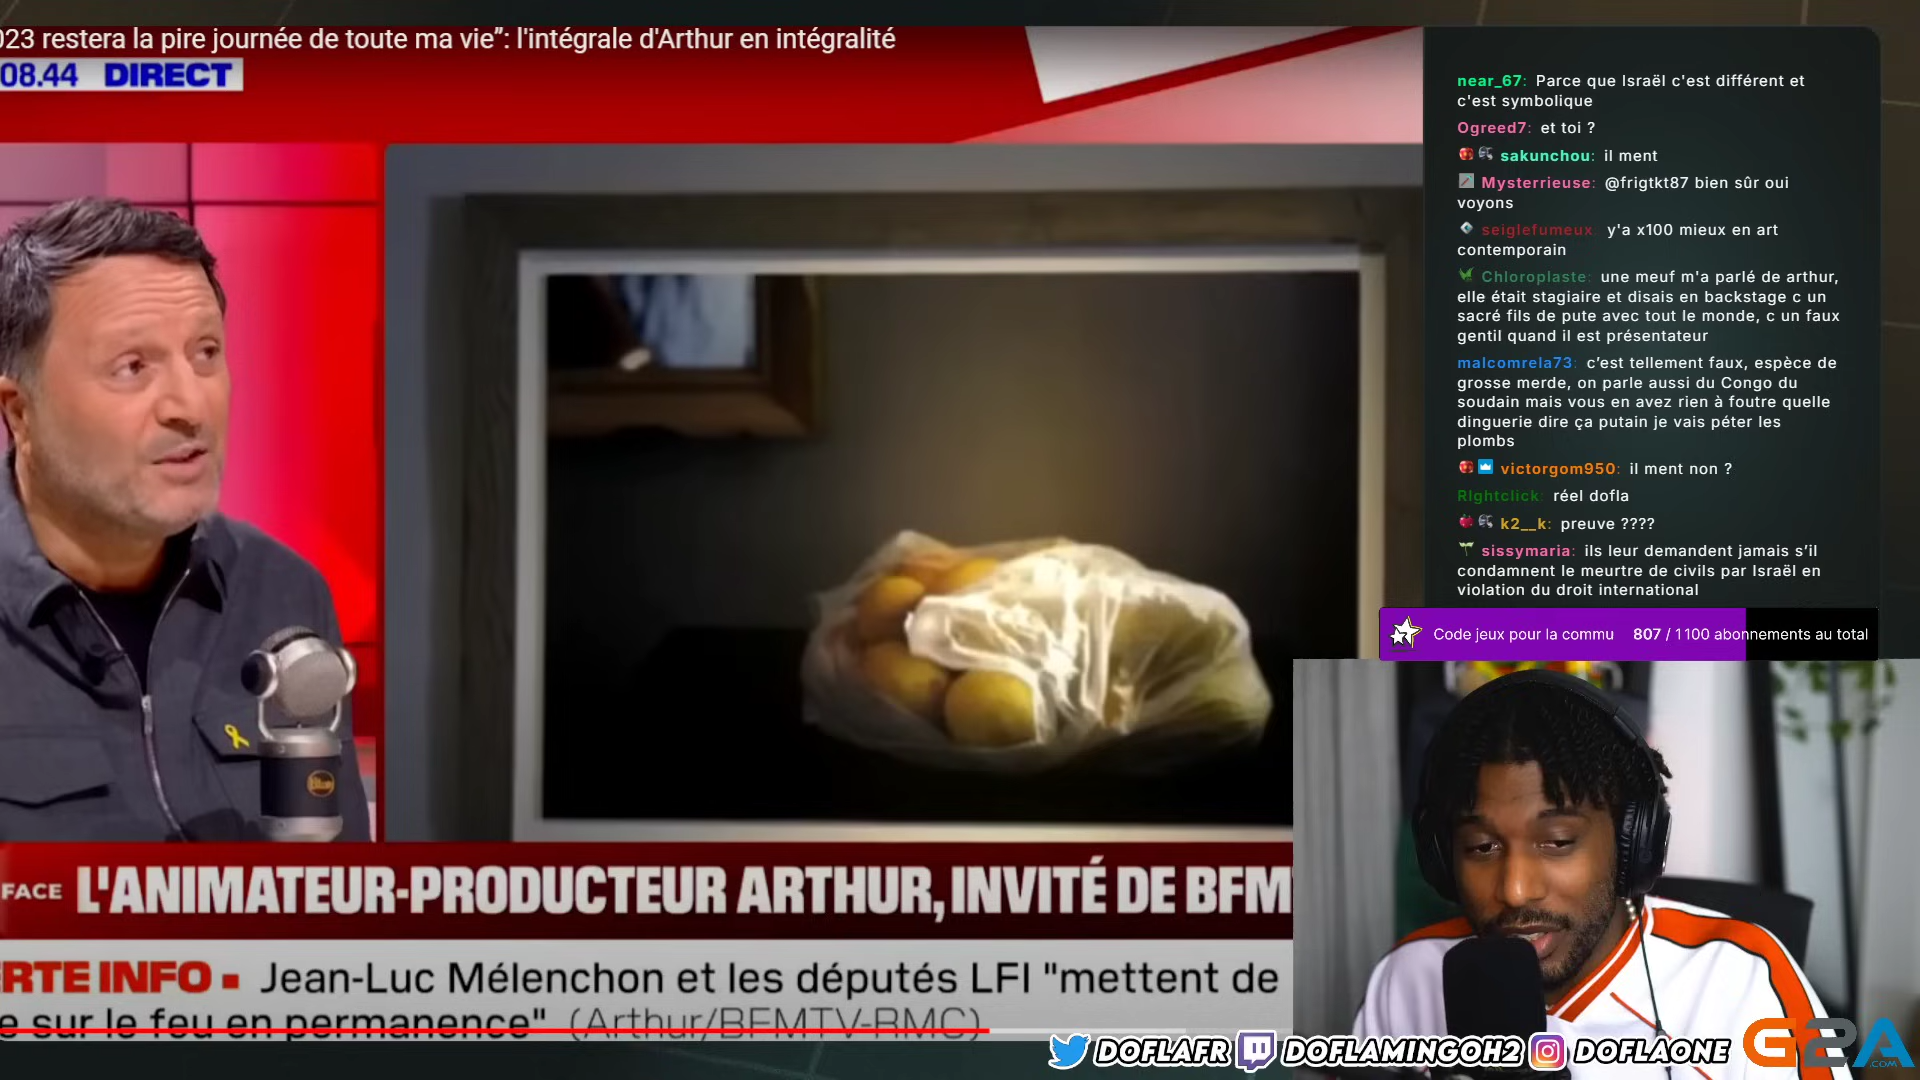 023 restera la pire journée de toute ma vie”: l'intégrale d'Arthur en intégralité
08.44 DIRECT
near_67: Parce que Israël c'est différent et
c'est symbolique
Ogreed7: et toi ?
sakunchou: il ment
Mysterrieuse: @frigtkt87 bien sûr oui
voyons
seiglefumeux: y'a x100 mieux en art
contemporain
Chloroplaste: une meuf m'a parlé de arthur,
elle était stagiaire et disais en backstage c un
sacré fils de pute avec tout le monde, c un faux
gentil quand il est présentateur
malcomrela73: c’est tellement faux, espèce de
grosse merde, on parle aussi du Congo du
soudain mais vous en avez rien à foutre quelle
dinguerie dire ça putain je vais péter les
plombs
victorgom950: il ment non ?
RIghtclick: réel dofla
k2__k: preuve ????
sissymaria: ils leur demandent jamais s’il
condamnent le meurtre de civils par Israël en
violation du droit international
Code jeux pour la commu 807 / 1100 abonnements au total
FACE L'ANIMATEUR-PRODUCTEUR ARTHUR, INVITÉ DE BFM
RTE INFO ▪ Jean-Luc Mélenchon et les députés LFI "mettent de
e sur le feu en permanence" (Arthur/BFMTV-RMC)
DOFLAFR DOFLAMINGOH2 DOFLAONE G2A.COM